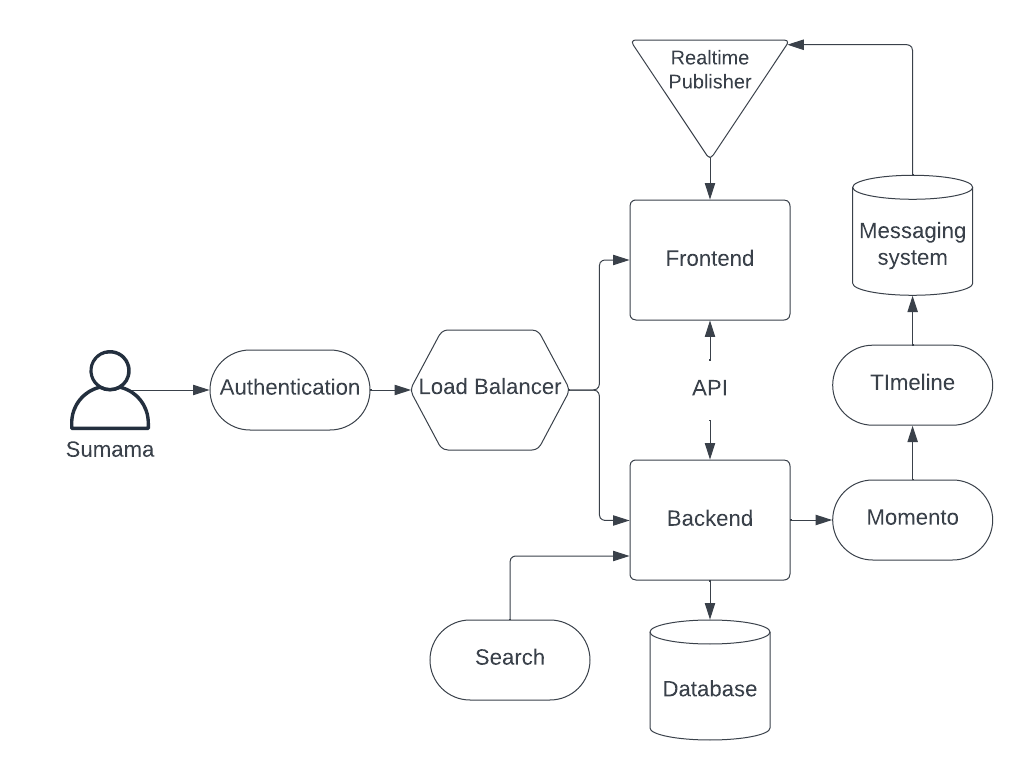 Realtime
Publisher
Messaging
system
Frontend
TImeline
Authentication
Load Balancer
API
Sumama
Backend
Momento
Search
Database